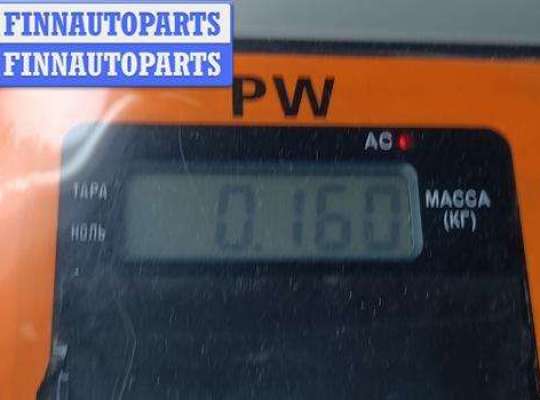 FINNAUTOPARTS
FINNAUTOPARTS
PW
AC
ТАРА
НОЛЬ
0.160
МАССА
(КГ)